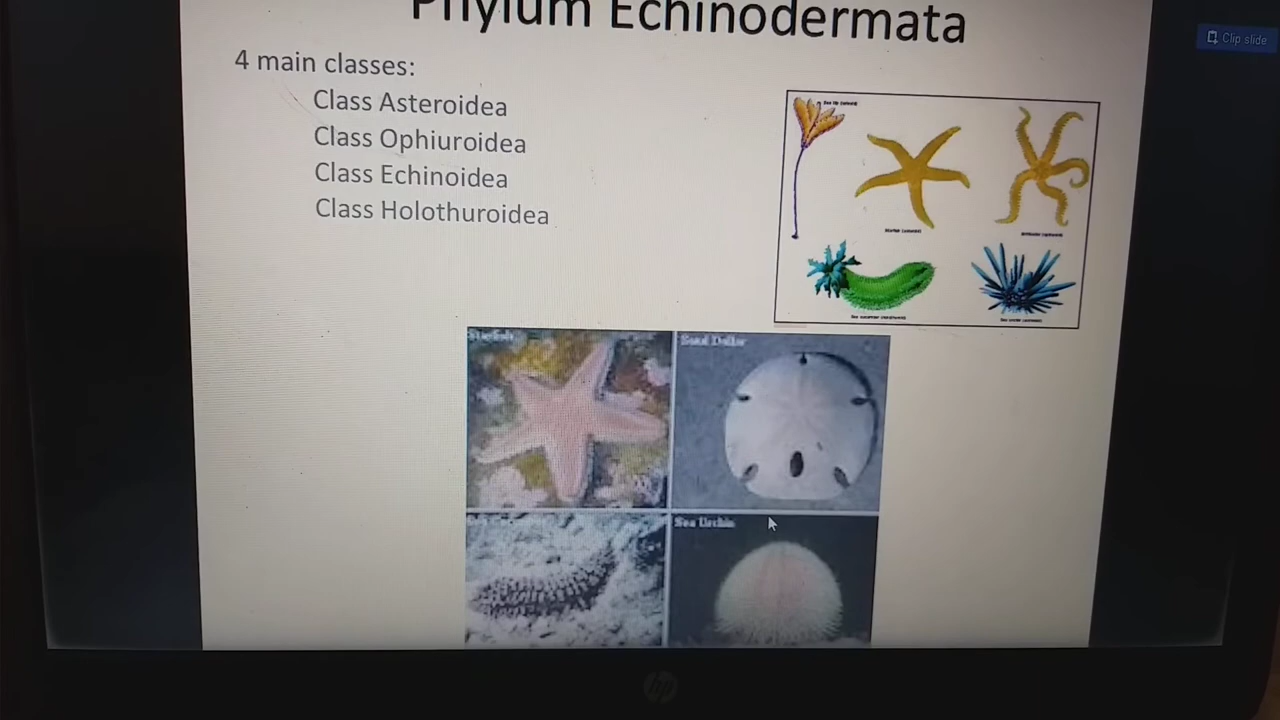 Phylum Echinodermata
Clip slide
4 main classes:
Class Asteroidea
Class Ophiuroidea
Class Echinoidea
Class Holothuroidea
Starfish
Sand Dollar
Sea Urchin
hp